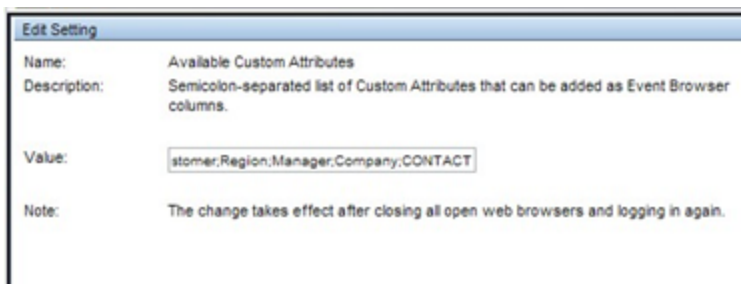 Edit Setting
Name: Available Custom Attributes
Description: Semicolon-separated list of Custom Attributes that can be added as Event Browser
columns.
Value: stomer;Region;Manager;Company;CONTACT
Note: The change takes effect after closing all open web browsers and logging in again.